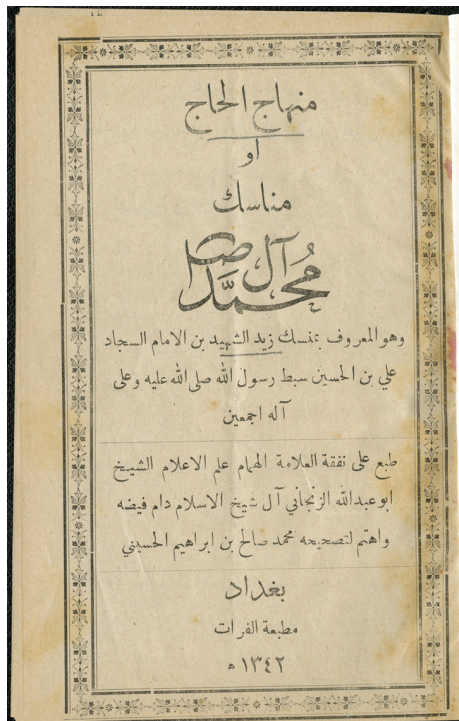 منهاج الحاج
او
مناسك
آل محمد ص
وهو المعروف بمنسك زيد الشهيد بن الامام السجاد
علي بن الحسين سبط رسول الله صلى الله عليه وعلى
آله اجمعين
طبع على نفقة العلامة الهمام علم الاعلام الشيخ
ابو عبد الله الزنجاني آل شيخ الاسلام دام فيضه
واهتم لتصحيحه محمد صالح بن ابراهيم الحسيني
بغداد
مطبعة الفرات
١٣٤٢ ه